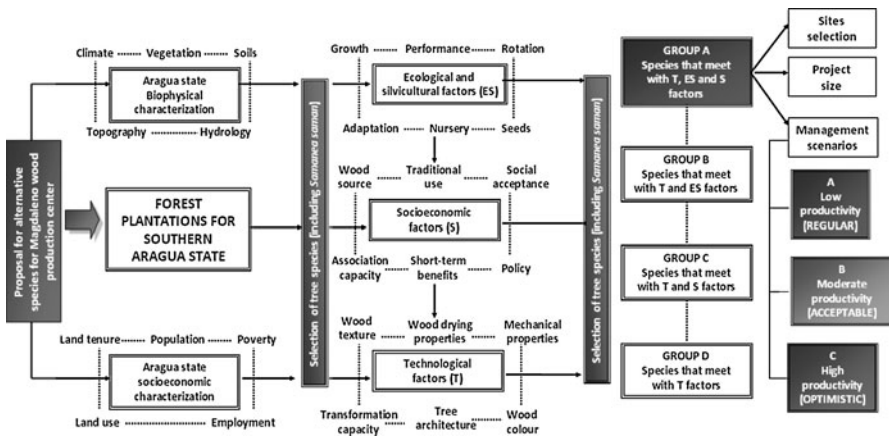 Proposal for alternative
species for Magdaleno wood
production center
Climate Vegetation Soils
Aragua state
Biophysical
characterization
Topography Hydrology
FOREST
PLANTATIONS FOR
SOUTHERN
ARAGUA STATE
Land tenure Population Poverty
Aragua state
socioeconomic
characterization
Land use Employment
Selection of tree species [including Samanea saman]
Growth Performance Rotation
Ecological and
silvicultural factors (ES)
Adaptation Nursery Seeds
Wood
source
Traditional
use
Social
acceptance
Socioeconomic
factors (S)
Association
capacity
Short-term
benefits
Policy
Wood
texture
Wood drying
properties
Mechanical
properties
Technological
factors (T)
Transformation
capacity
Tree
architecture
Wood
colour
Selection of tree species [including Samanea saman]
GROUP A
Species that meet
with T, ES and S
factors
GROUP B
Species that meet
with T and ES factors
GROUP C
Species that meet
with T and S factors
GROUP D
Species that meet
with T factors
Sites
selection
Project
size
Management
scenarios
A
Low
productivity
[REGULAR]
B
Moderate
productivity
[ACCEPTABLE]
C
High
productivity
[OPTIMISTIC]